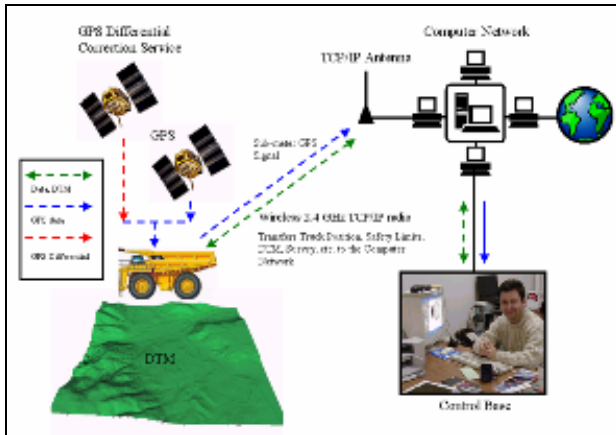 GPS Differential
Correction Service
GPS
Computer Network
TCP/IP Antenna
Sub-meter GPS
Signal
Data, DTM
GPS Data
GPS Differential
Wireless 2.4 GHz TCP/IP radio
Transfers Truck Position, Safety Limits,
DTM, Survey, etc. to the Computer
Network
DTM
Control Base